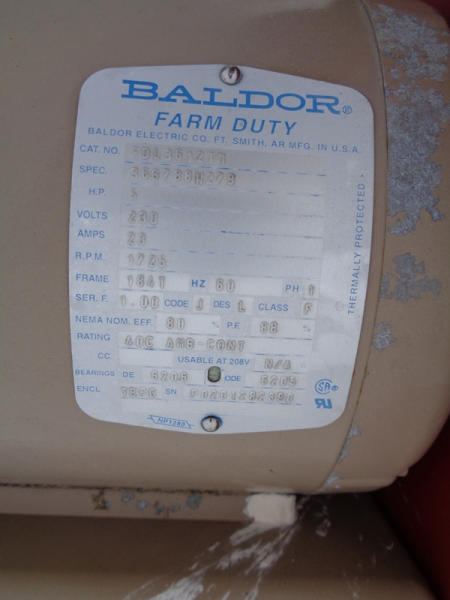 BALDOR®
FARM DUTY
BALDOR ELECTRIC CO. FT. SMITH, AR MFG. IN U.S.A.
CAT. NO.
SPEC.
H.P. 5
VOLTS 230
AMPS 23
R.P.M. 1725
FRAME 184T HZ 60 PH 1
SER. F. 1.00 CODE J DES L CLASS F
NEMA NOM. EFF. 80 % P.F. 88 %
RATING 40C AMB-CONT
CC USABLE AT 208V N/A
BEARINGS DE 6206 ODE 6205
ENCL SN
NP1256
THERMALLY PROTECTED